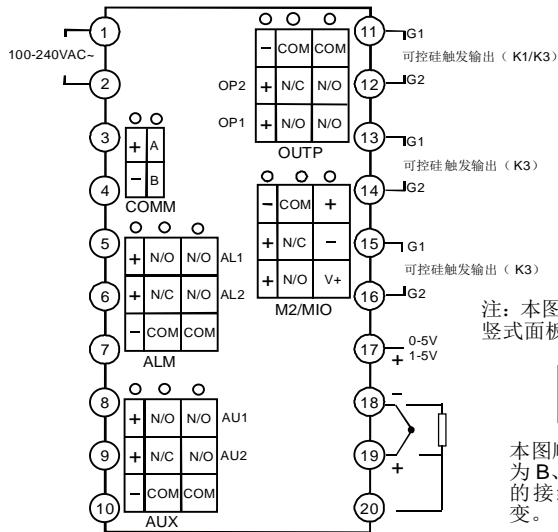 1
100-240VAC~
2
3
+ A
- B
4
COMM
5
+ N/O N/O AL1
6
+ N/C N/O AL2
- COM COM
7
ALM
8
+ N/O N/O AU1
9
+ N/C N/O AU2
- COM COM
10
AUX
- COM COM
OP2 + N/C N/O
OP1 + N/O N/O
OUTP
- COM +
+ N/C -
+ N/O V+
M2/MIO
11 G1
可控硅触发输出（ K1/K3）
12 G2
13 G1
可控硅触发输出（ K3）
14 G2
15 G1
可控硅触发输出（ K3）
16 G2
17 0-5V
+ 1-5V
18 -
19 +
20
注：本图
竖式面板
本图
为 B、
的接
变。